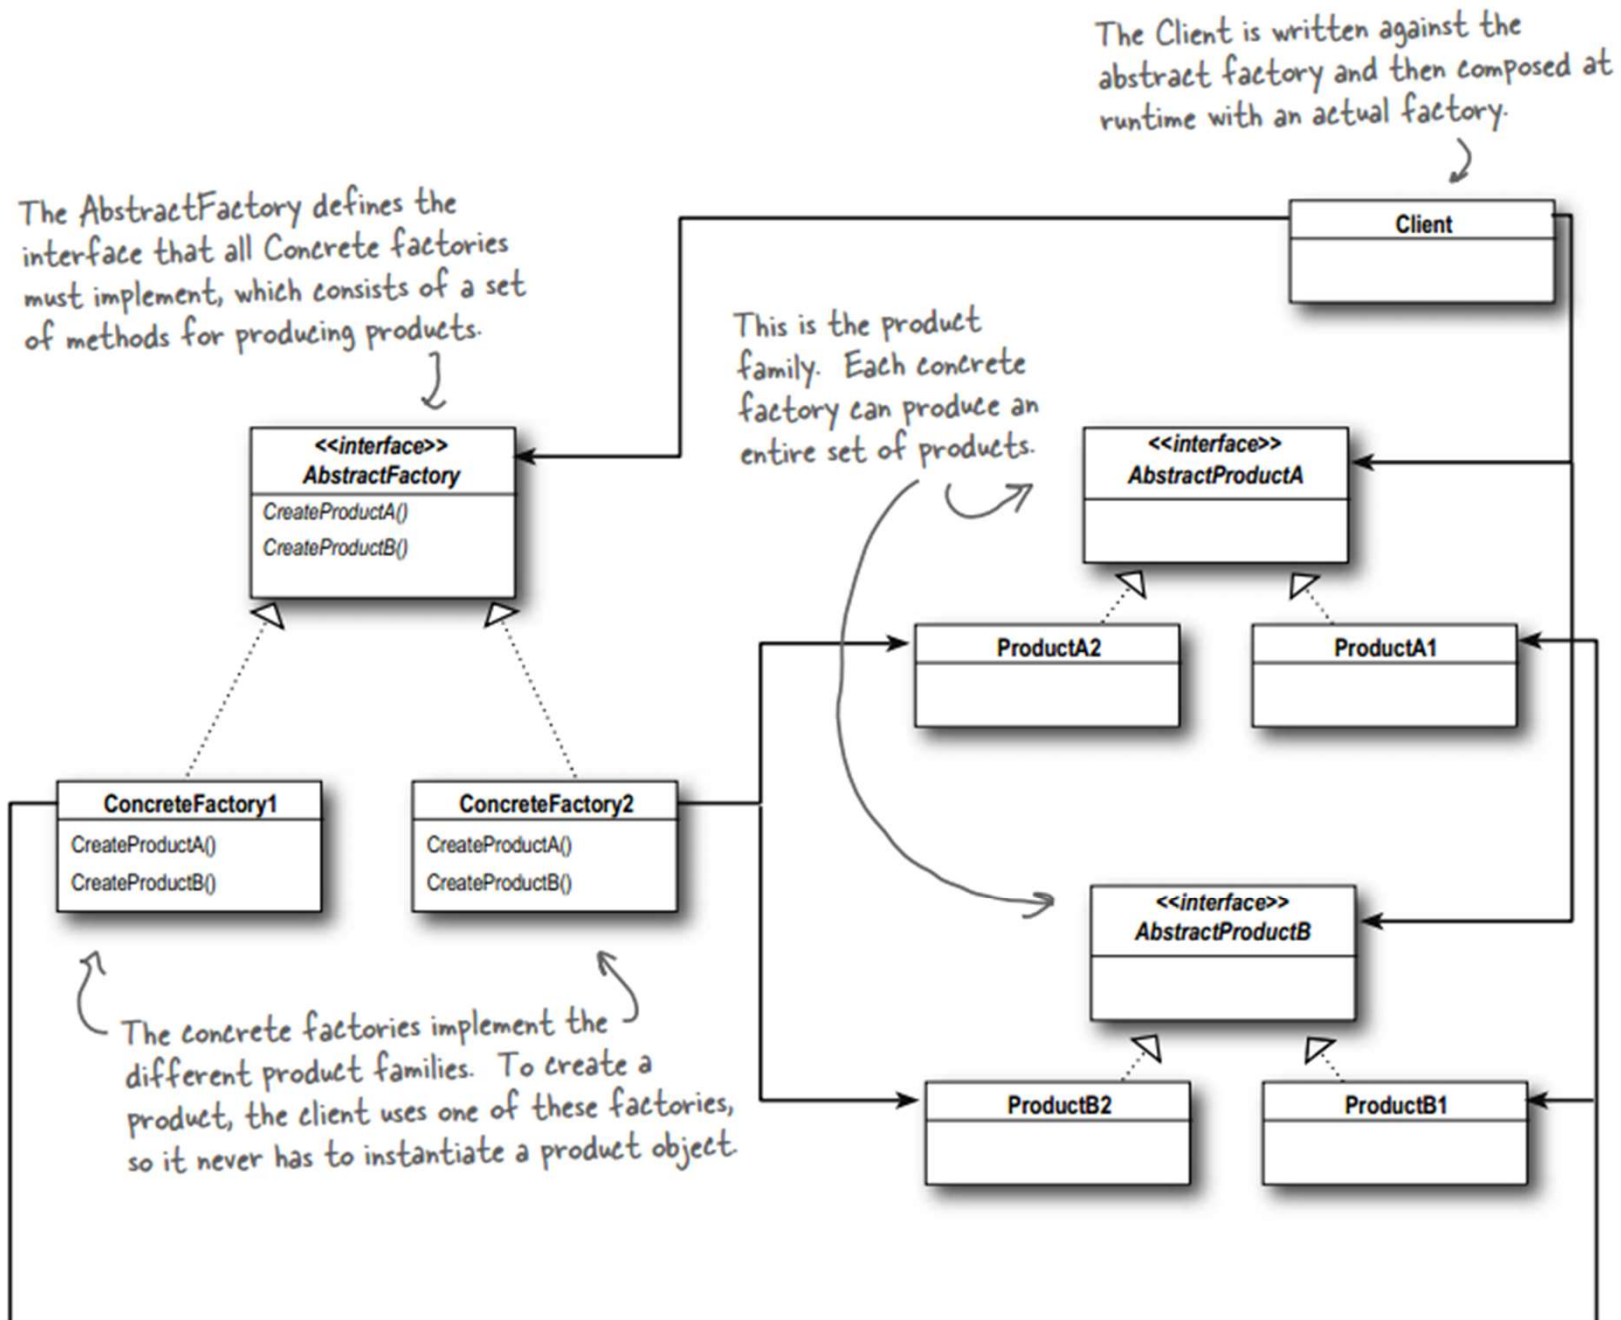 The Client is written against the
abstract factory and then composed at
runtime with an actual factory.
Client
The AbstractFactory defines the
interface that all Concrete factories
must implement, which consists of a set
of methods for producing products.
This is the product
family. Each concrete
factory can produce an
entire set of products.
<<interface>>
AbstractFactory
CreateProductA()
CreateProductB()
<<interface>>
AbstractProductA
ProductA2
ProductA1
ConcreteFactory1
CreateProductA()
CreateProductB()
ConcreteFactory2
CreateProductA()
CreateProductB()
<<interface>>
AbstractProductB
The concrete factories implement the
different product families. To create a
product, the client uses one of these factories,
so it never has to instantiate a product object.
ProductB2
ProductB1